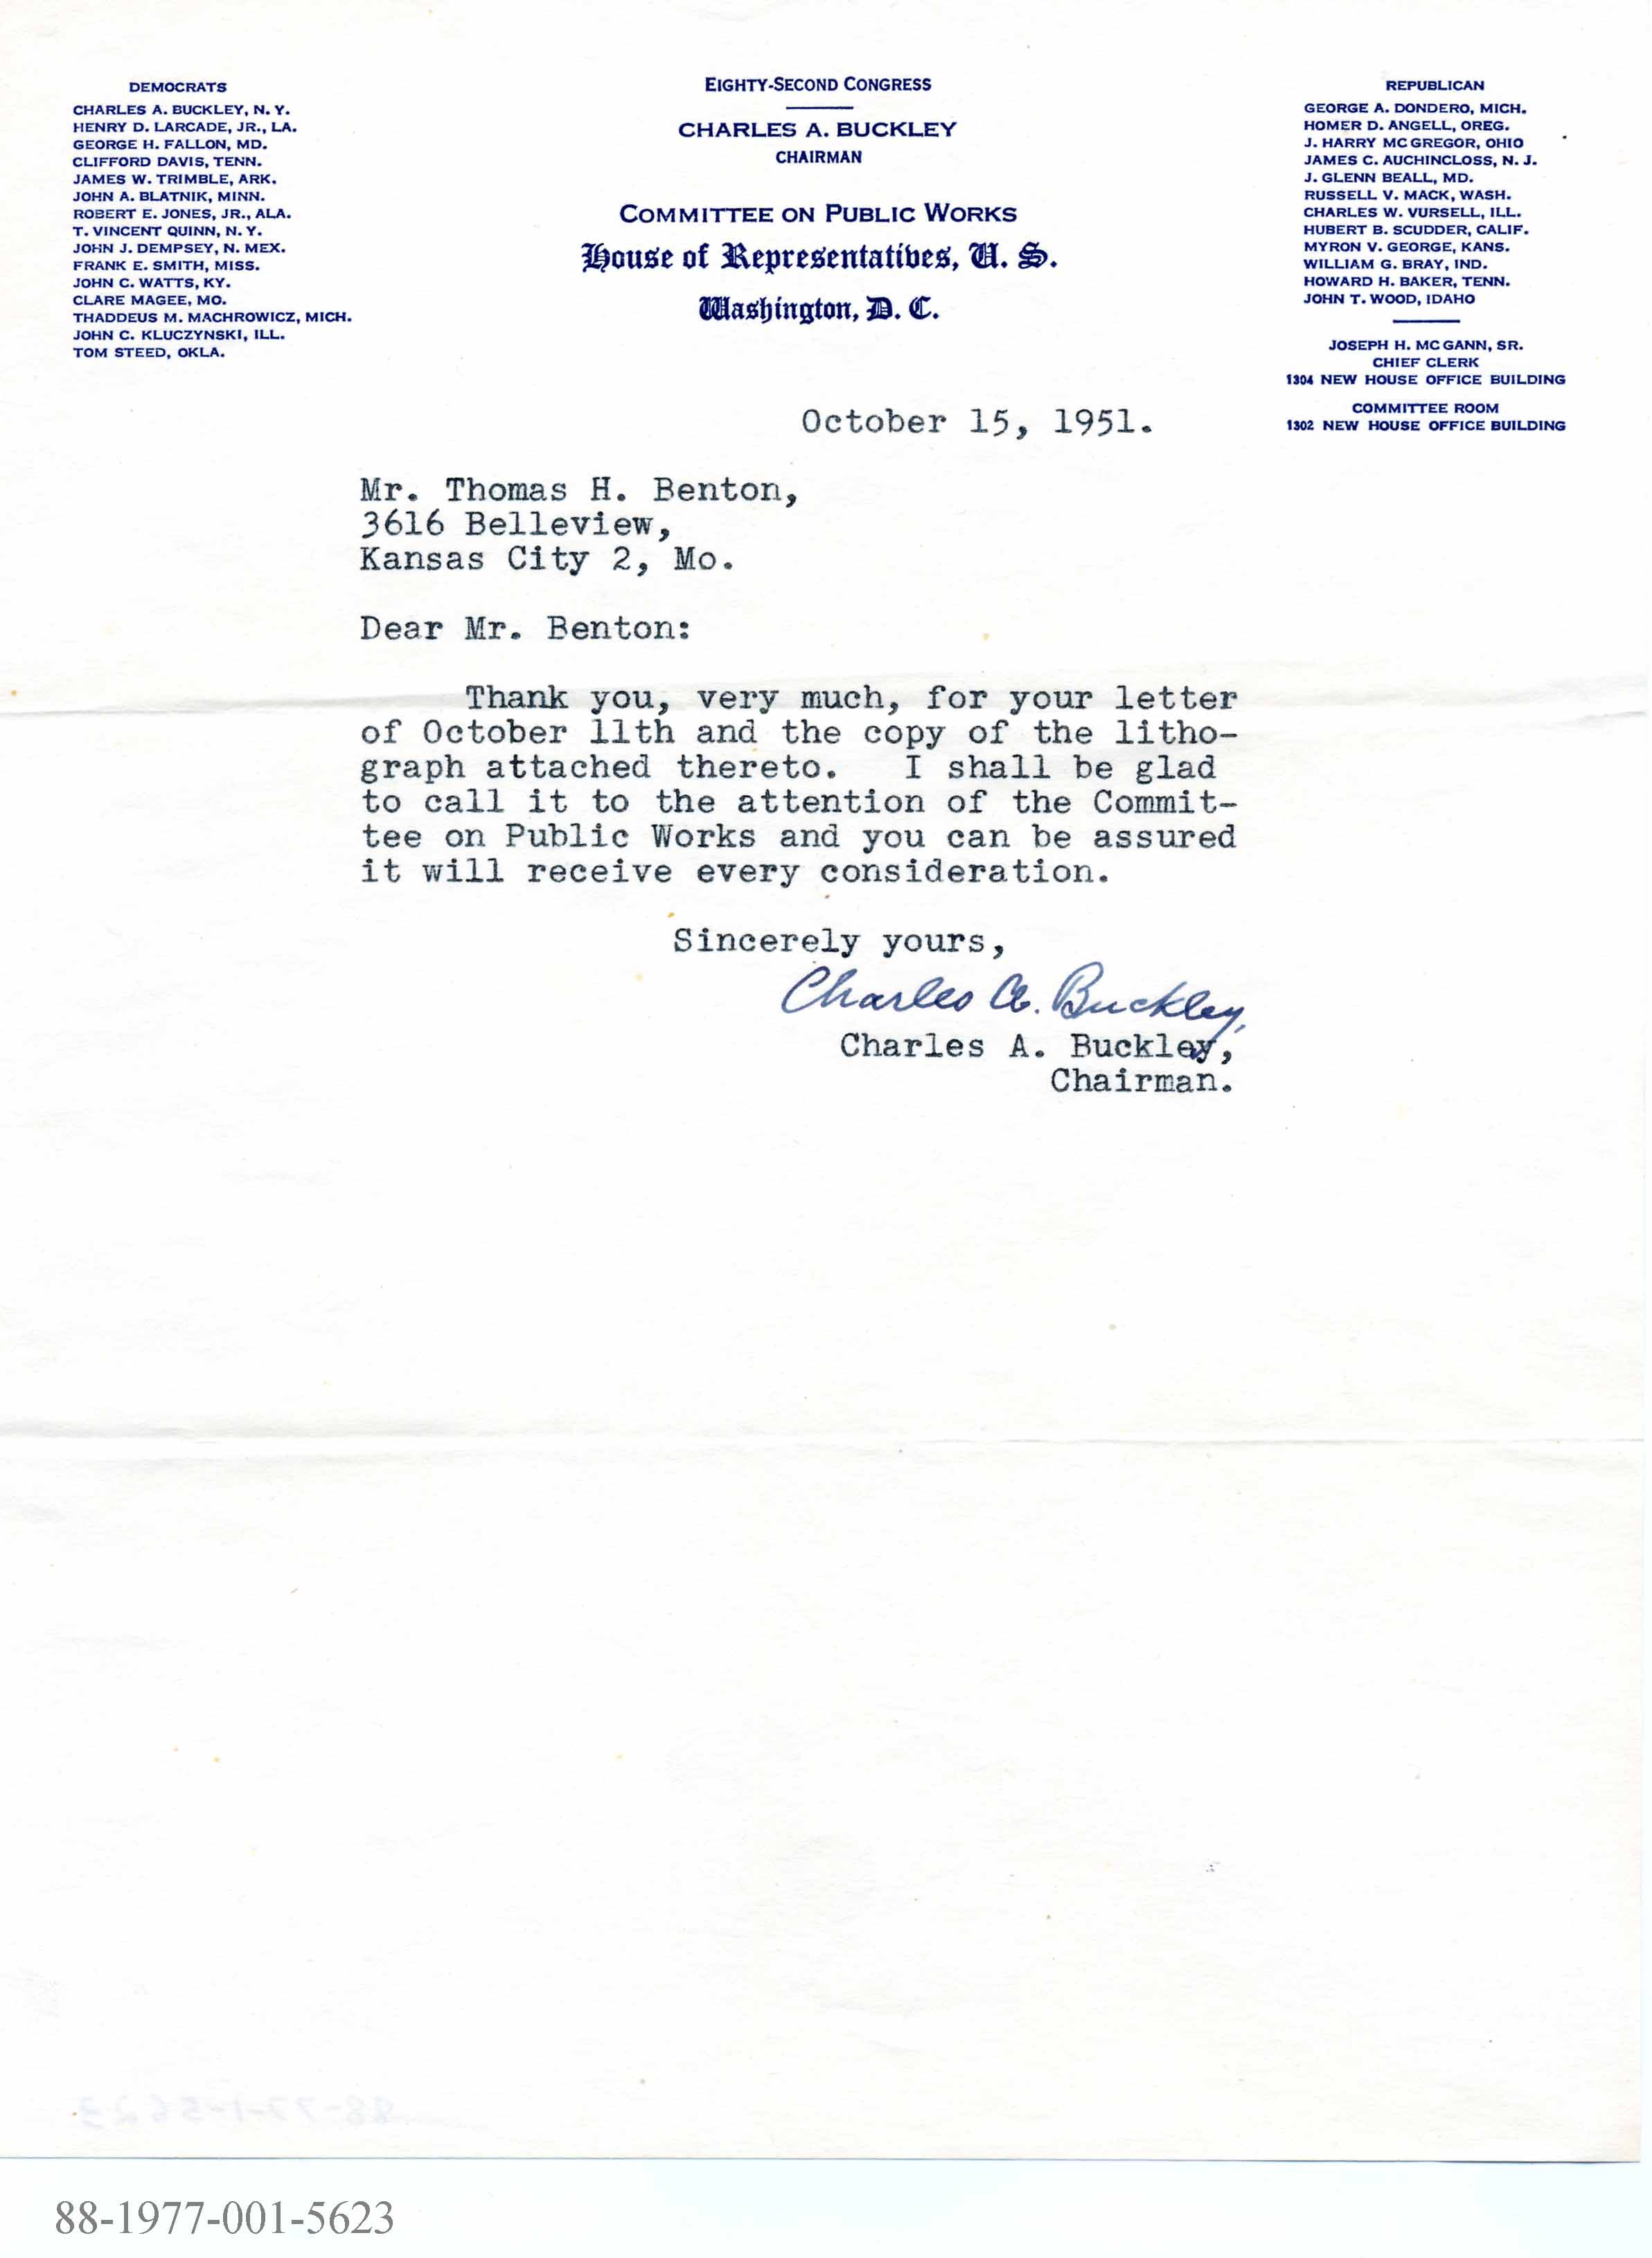 DEMOCRATS
CHARLES A. BUCKLEY, N. Y.
HENRY D. LARCADE, JR., LA.
GEORGE H. FALLON, MD.
CLIFFORD DAVIS, TENN.
JAMES W. TRIMBLE, ARK.
JOHN A. BLATNIK, MINN.
ROBERT E. JONES, JR., ALA.
T. VINCENT QUINN, N. Y.
JOHN J. DEMPSEY, N. MEX.
FRANK E. SMITH, MISS.
JOHN C. WATTS, KY.
CLARE MAGEE, MO.
THADDEUS M. MACHROWICZ, MICH.
JOHN C. KLUCZYNSKI, ILL.
TOM STEED, OKLA.
EIGHTY-SECOND CONGRESS
CHARLES A. BUCKLEY
CHAIRMAN
COMMITTEE ON PUBLIC WORKS
House of Representatives, U. S.
Washington, D. C.
REPUBLICAN
GEORGE A. DONDERO, MICH.
HOMER D. ANGELL, OREG.
J. HARRY MCGREGOR, OHIO
JAMES C. AUCHINCLOSS, N. J.
J. GLENN BEALL, MD.
RUSSELL V. MACK, WASH.
CHARLES W. VURSELL, ILL.
HUBERT B. SCUDDER, CALIF.
MYRON V. GEORGE, KANS.
WILLIAM G. BRAY, IND.
HOWARD H. BAKER, TENN.
JOHN T. WOOD, IDAHO
JOSEPH H. MCGANN, SR.
CHIEF CLERK
1304 NEW HOUSE OFFICE BUILDING
COMMITTEE ROOM
1302 NEW HOUSE OFFICE BUILDING
October 15, 1951.
Mr. Thomas H. Benton,
3616 Belleview,
Kansas City 2, Mo.
Dear Mr. Benton:
Thank you, very much, for your letter
of October 11th and the copy of the litho-
graph attached thereto. I shall be glad
to call it to the attention of the Commit-
tee on Public Works and you can be assured
it will receive every consideration.
Sincerely yours,
Charles A. Buckley,
Charles A. Buckley,
Chairman.
88-77-1-5623
88-1977-001-5623